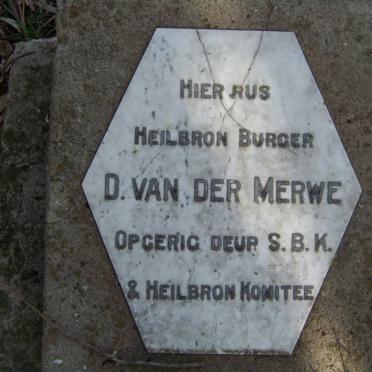 Hier rus
Heilbron Burger
D. van der Merwe
Opgerig deur S.B.K.
& Heilbron Komitee